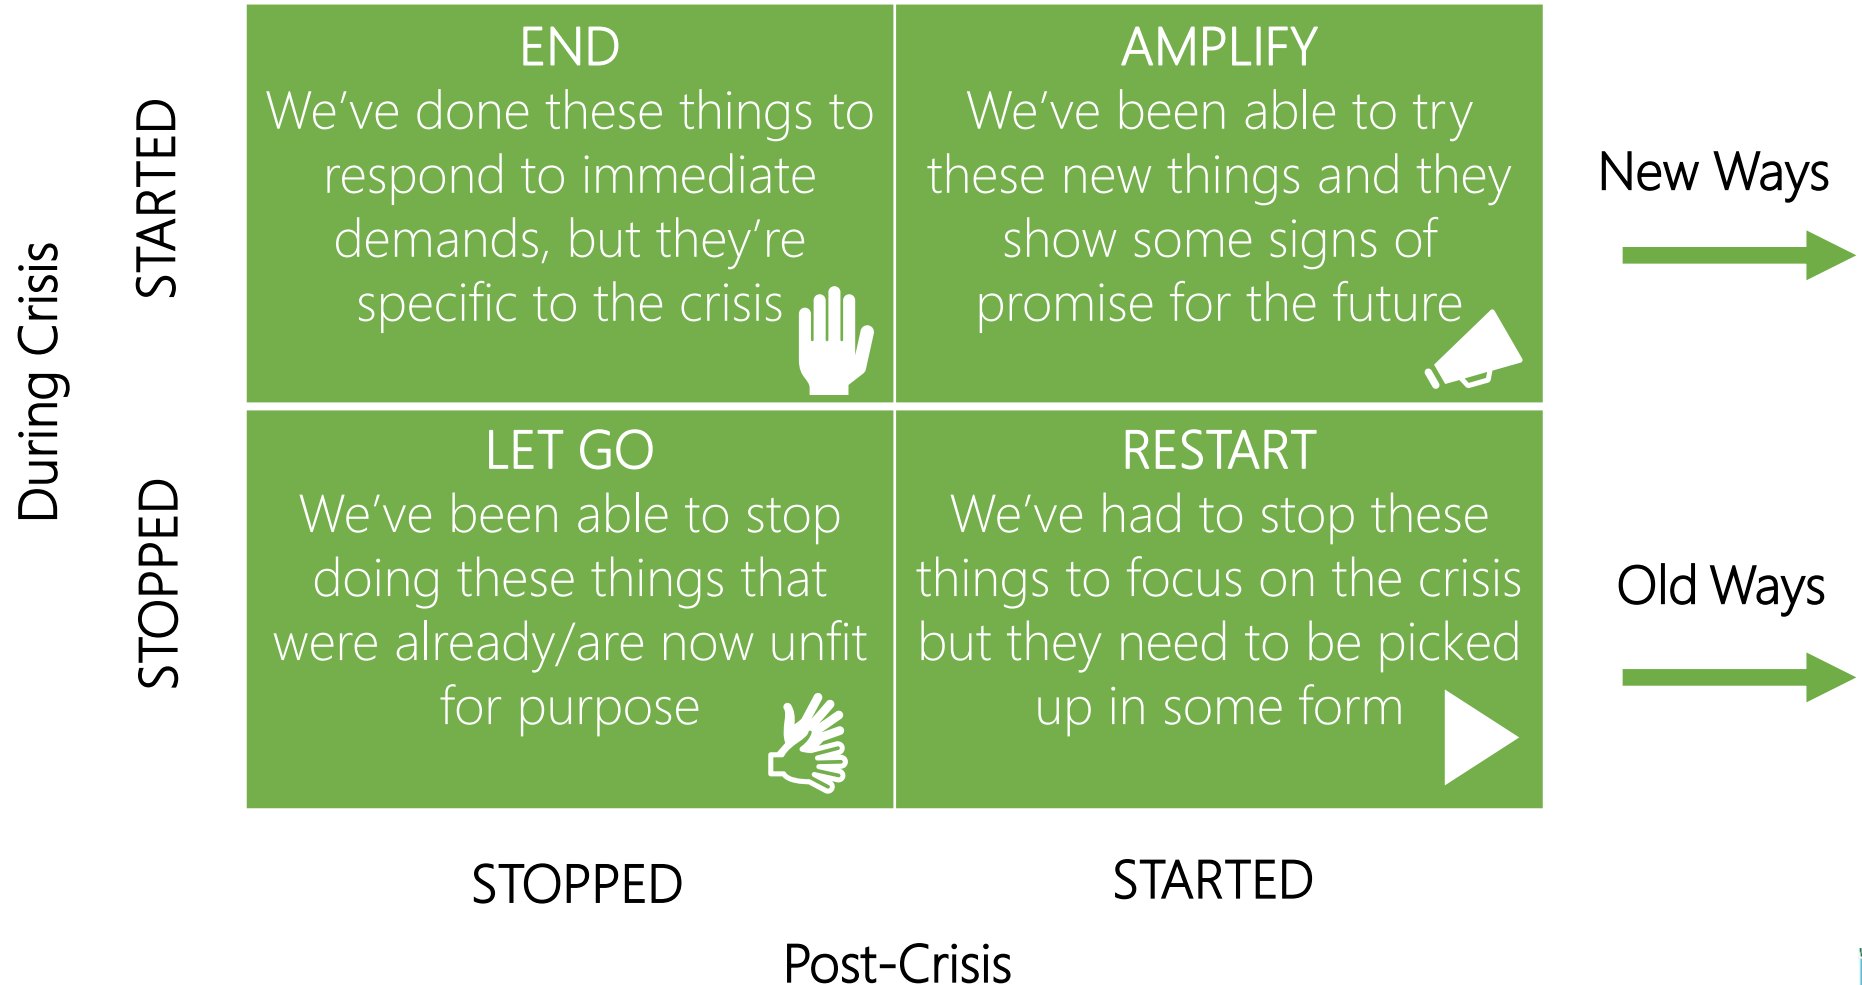 During Crisis
STARTED
END
We've done these things to
respond to immediate
demands, but they're
specific to the crisis
AMPLIFY
We've been able to try
these new things and they
show some signs of
promise for the future
New Ways
STOPPED
LET GO
We've been able to stop
doing these things that
were already/are now unfit
for purpose
RESTART
We've had to stop these
things to focus on the crisis
but they need to be picked
up in some form
Old Ways
STOPPED
STARTED
Post-Crisis